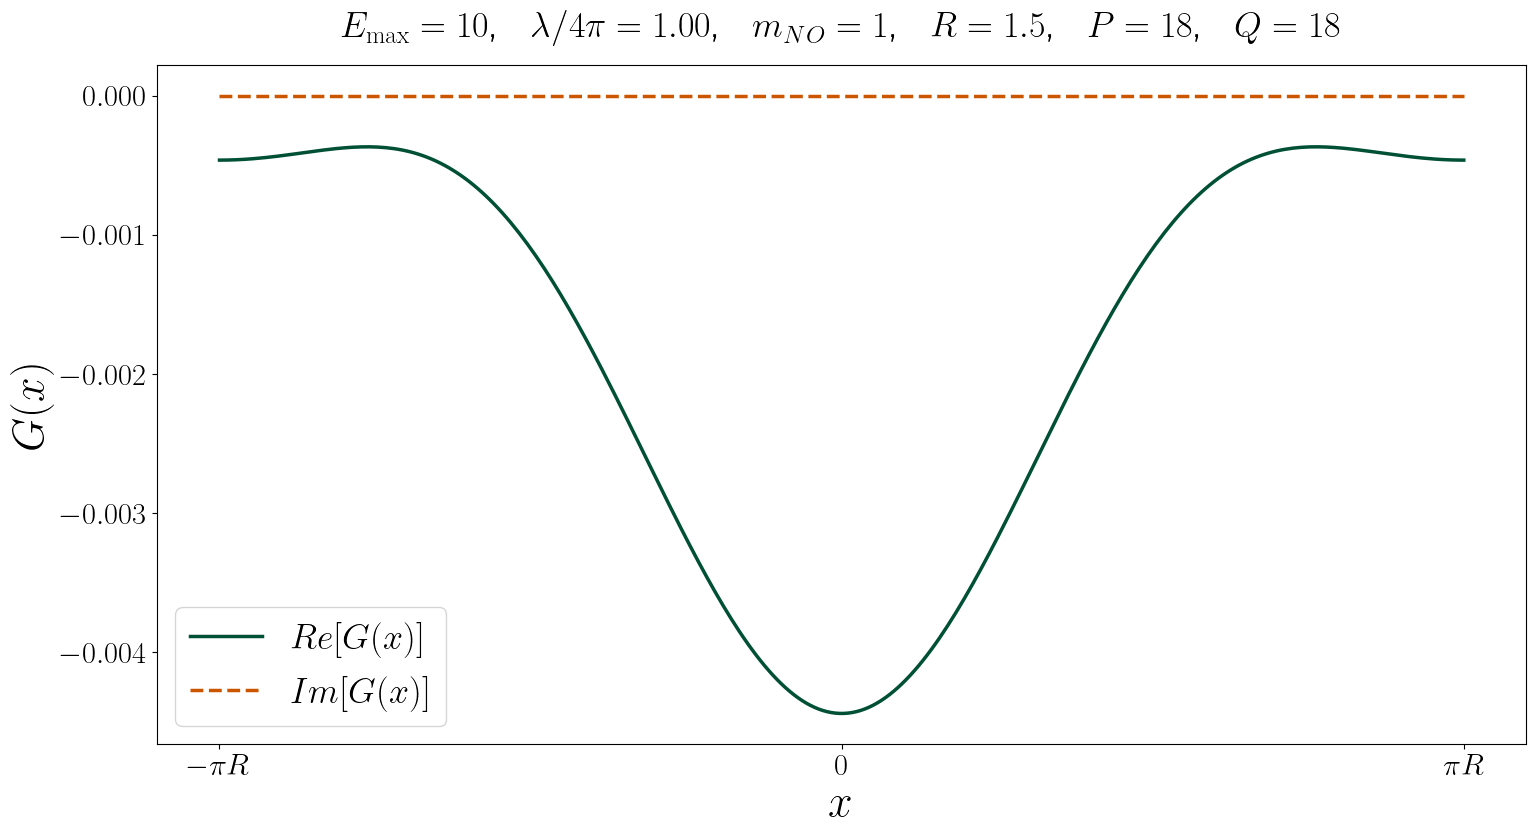 E_max = 10, λ/4π = 1.00, m_NO = 1, R = 1.5, P = 18, Q = 18
0.000
−0.001
−0.002
−0.003
−0.004
G(x)
Re[G(x)]
Im[G(x)]
−πR
0
πR
x